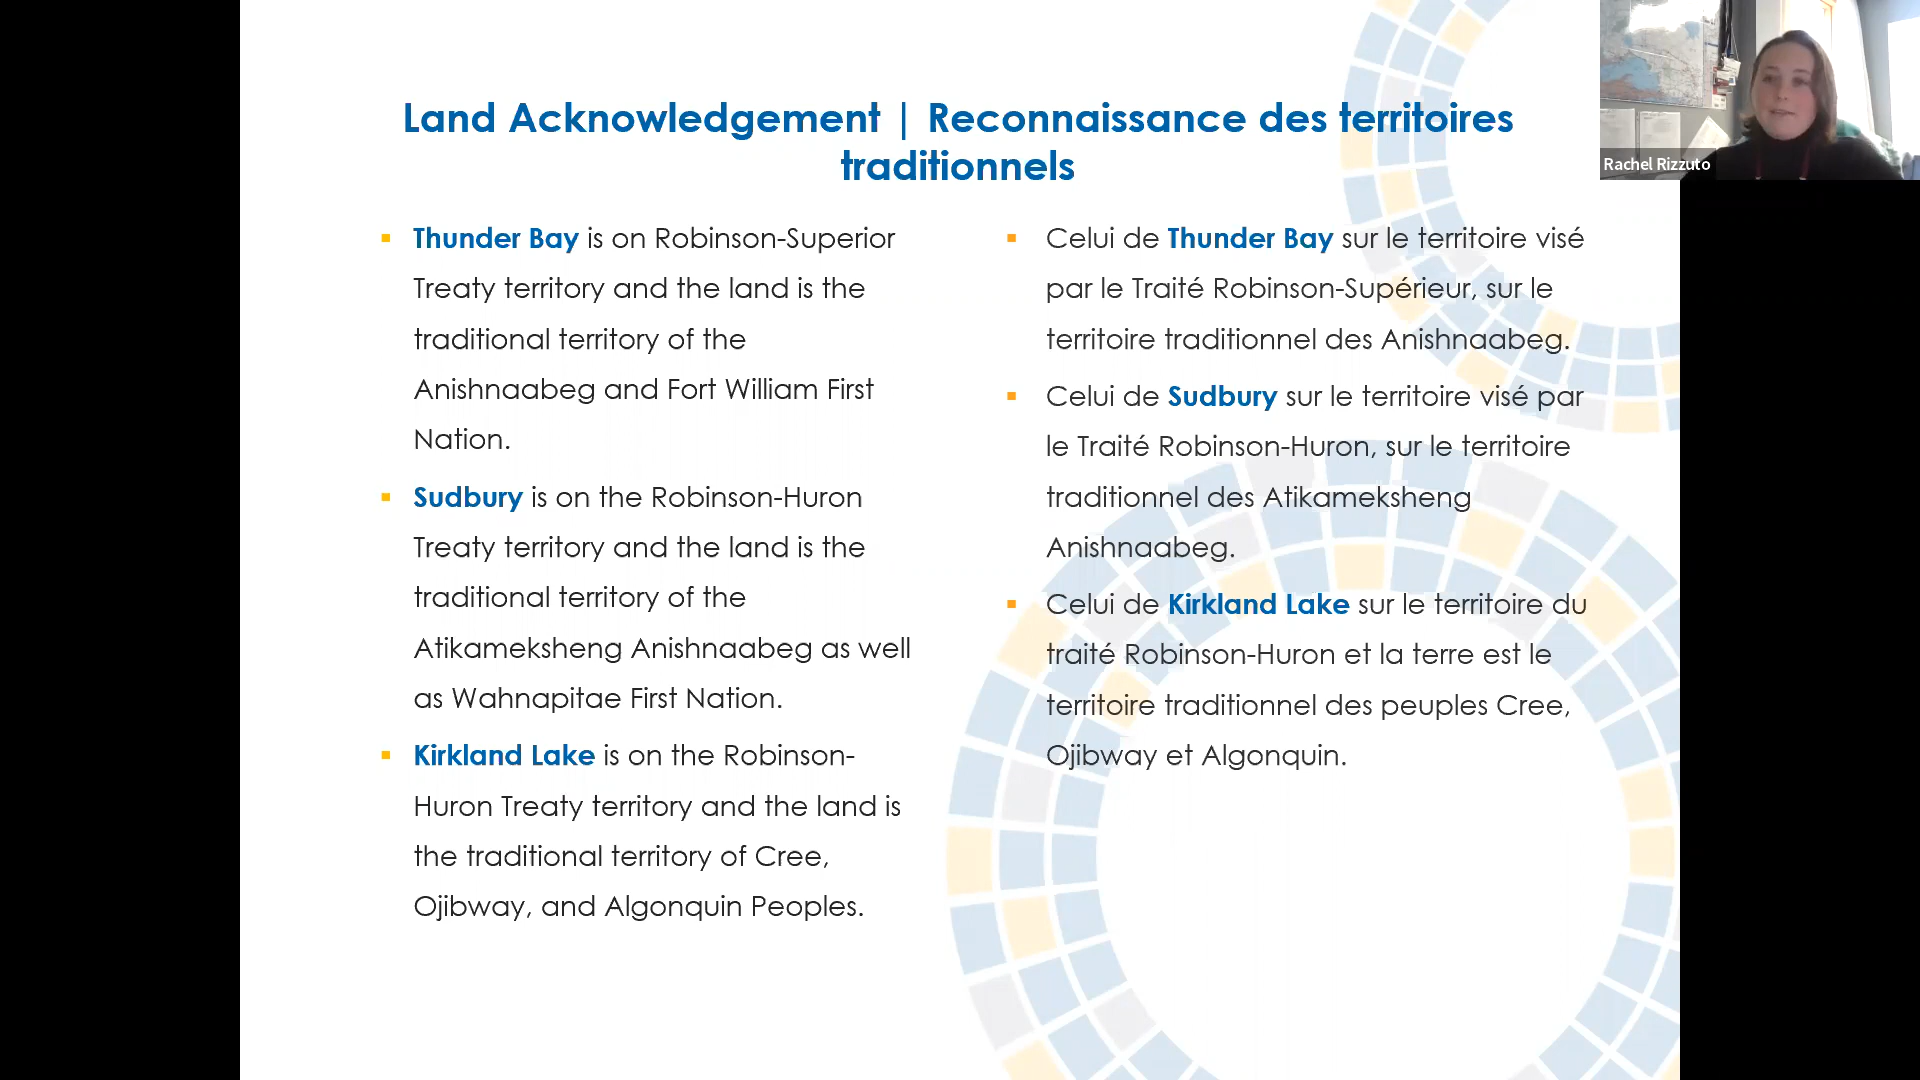 Land Acknowledgement | Reconnaissance des territoires
traditionnels
Thunder Bay is on Robinson-Superior
Treaty territory and the land is the
traditional territory of the
Anishnaabeg and Fort William First
Nation.
Sudbury is on the Robinson-Huron
Treaty territory and the land is the
traditional territory of the
Atikameksheng Anishnaabeg as well
as Wahnapitae First Nation.
Kirkland Lake is on the Robinson-
Huron Treaty territory and the land is
the traditional territory of Cree,
Ojibway, and Algonquin Peoples.
Celui de Thunder Bay sur le territoire visé
par le Traité Robinson-Supérieur, sur le
territoire traditionnel des Anishnaabeg.
Celui de Sudbury sur le territoire visé par
le Traité Robinson-Huron, sur le territoire
traditionnel des Atikameksheng
Anishnaabeg.
Celui de Kirkland Lake sur le territoire du
traité Robinson-Huron et la terre est le
territoire traditionnel des peuples Cree,
Ojibway et Algonquin.
Rachel Rizzuto